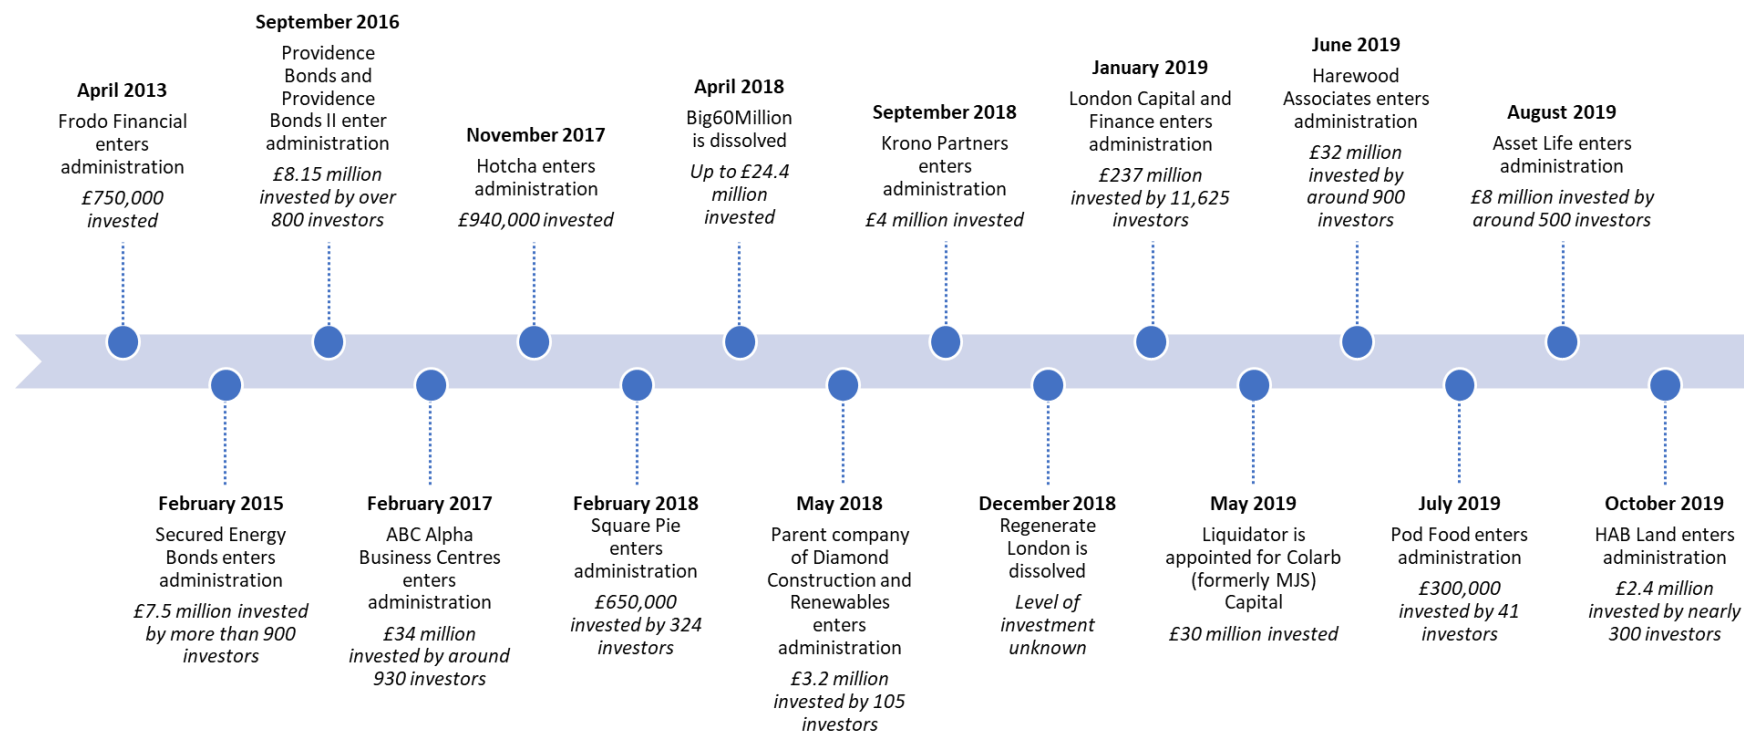 April 2013
Frodo Financial
enters
administration
£750,000
invested
September 2016
Providence
Bonds and
Providence
Bonds II enter
administration
£8.15 million
invested by over
800 investors
November 2017
Hotcha enters
administration
£940,000 invested
April 2018
Big60Million
is dissolved
Up to £24.4
million
invested
September 2018
Krono Partners
enters
administration
£4 million invested
January 2019
London Capital and
Finance enters
administration
£237 million
invested by 11,625
investors
June 2019
Harewood
Associates enters
administration
£32 million
invested by
around 900
investors
August 2019
Asset Life enters
administration
£8 million invested by
around 500 investors
February 2015
Secured Energy
Bonds enters
administration
£7.5 million invested
by more than 900
investors
February 2017
ABC Alpha
Business Centres
enters
administration
£34 million
invested by around
930 investors
February 2018
Square Pie
enters
administration
£650,000
invested by 324
investors
May 2018
Parent company
of Diamond
Construction and
Renewables
enters
administration
£3.2 million
invested by 105
investors
December 2018
Regenerate
London is
dissolved
Level of
investment
unknown
May 2019
Liquidator is
appointed for Colarb
(formerly MJS)
Capital
£30 million invested
July 2019
Pod Food enters
administration
£300,000
invested by 41
investors
October 2019
HAB Land enters
administration
£2.4 million
invested by nearly
300 investors